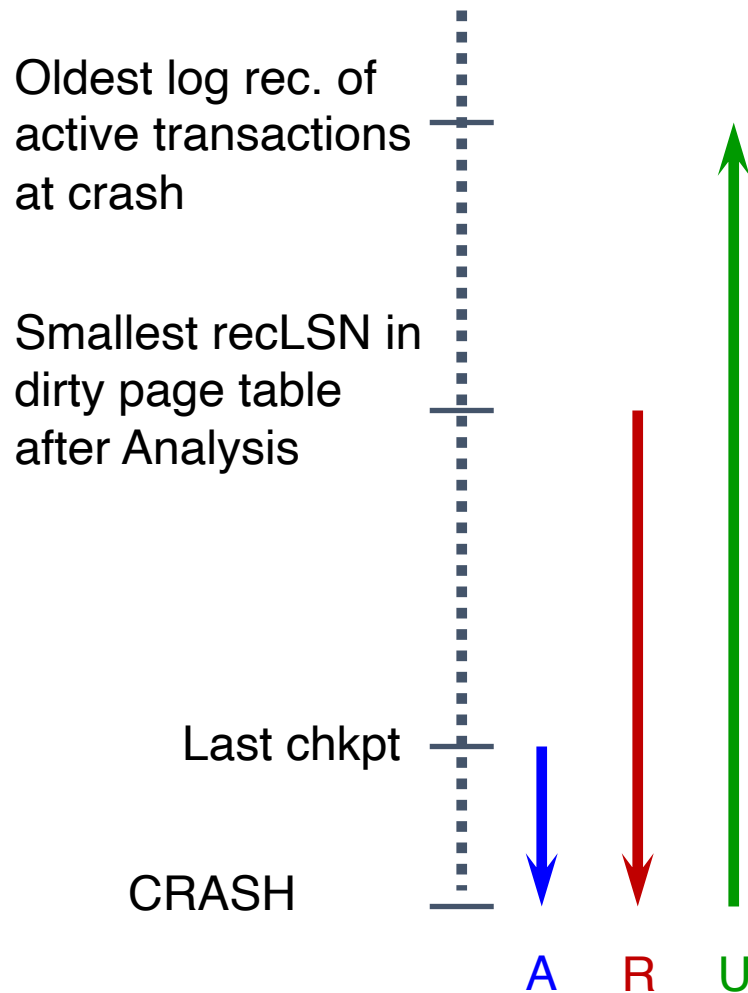 Oldest log rec. of
active transactions
at crash
Smallest recLSN in
dirty page table
after Analysis
Last chkpt
CRASH
A R U